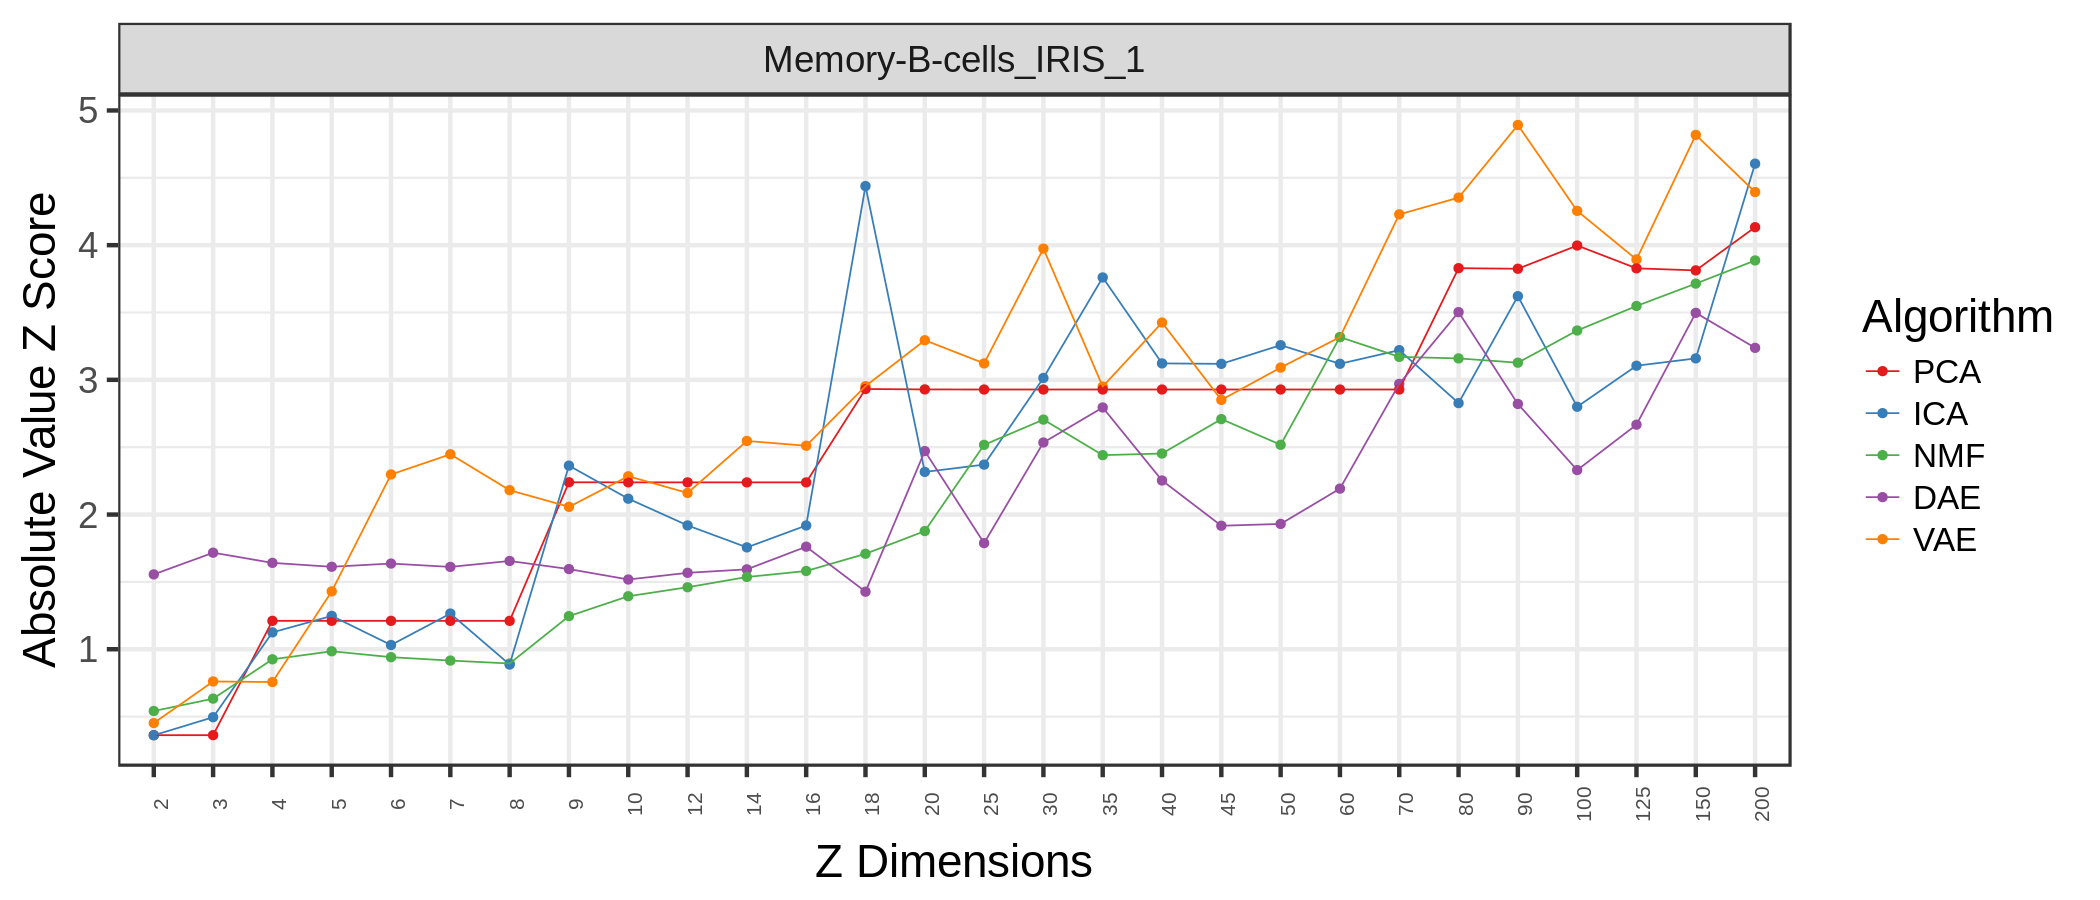 Memory-B-cells_IRIS_1
Absolute Value Z Score
5
4
3
2
1
2 3 4 5 6 7 8 9 10 12 14 16 18 20 25 30 35 40 45 50 60 70 80 90 100 125 150 200
Z Dimensions
Algorithm
PCA
ICA
NMF
DAE
VAE